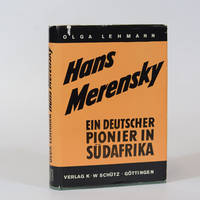 OLGA LEHMANN
Hans
Merensky
EIN DEUTSCHER
PIONIER IN
SÜDAFRIKA
VERLAG K·W SCHÜTZ · GÖTTINGEN